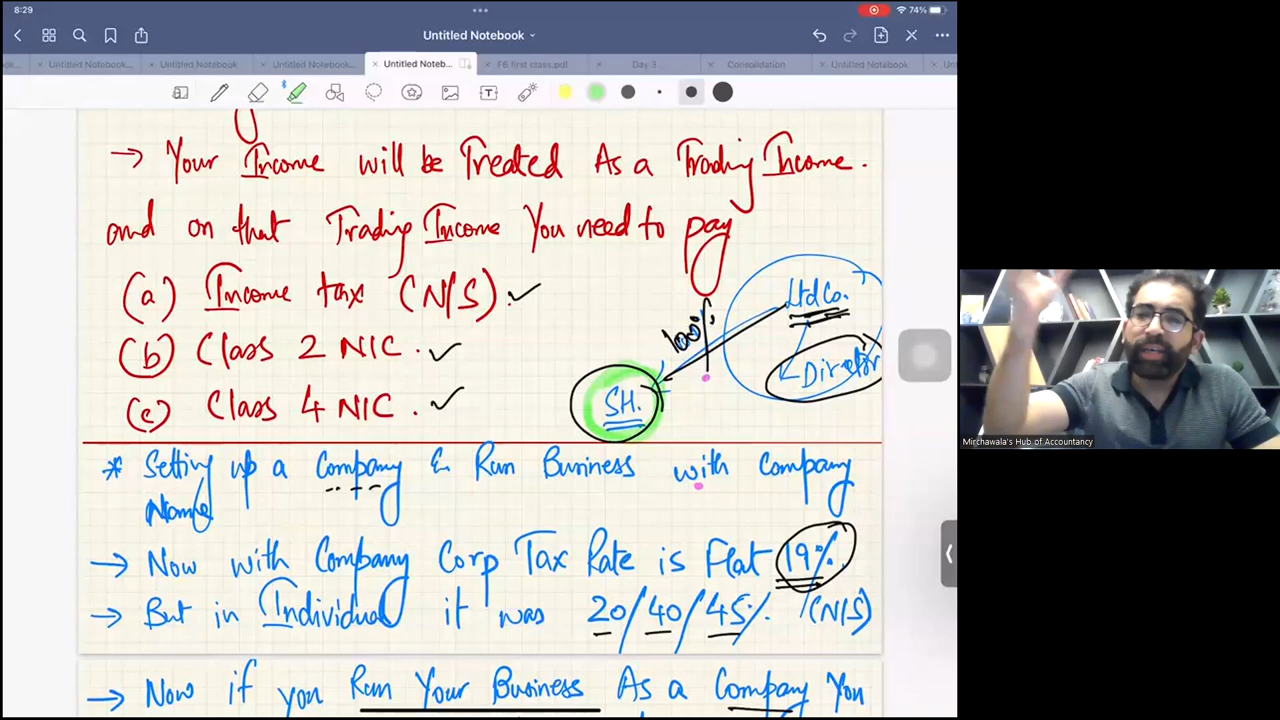 8:29
74%
Untitled Notebook
Untitled Notebook...
Untitled Notebook
Untitled Notebook...
Untitled Noteb...
F6 first class.pdf
Day 3
Consolidation
Untitled Notebook
→ Your Income will be Treated As a Trading Income.
and on that Trading Income You need to pay
(a) Income tax (N/S).
(b) Class 2 NIC.
(c) Class 4 NIC.
Ltd Co.
100%
Director
SH.
* Setting up a Company & Run Business with Company
Name
→ Now with Company Corp Tax Rate is Flat 19%.
→ But in Individual it was 20/40/45%. (N/S)
→ Now if you Run Your Business As a Company You
Mirchawala's Hub of Accountancy